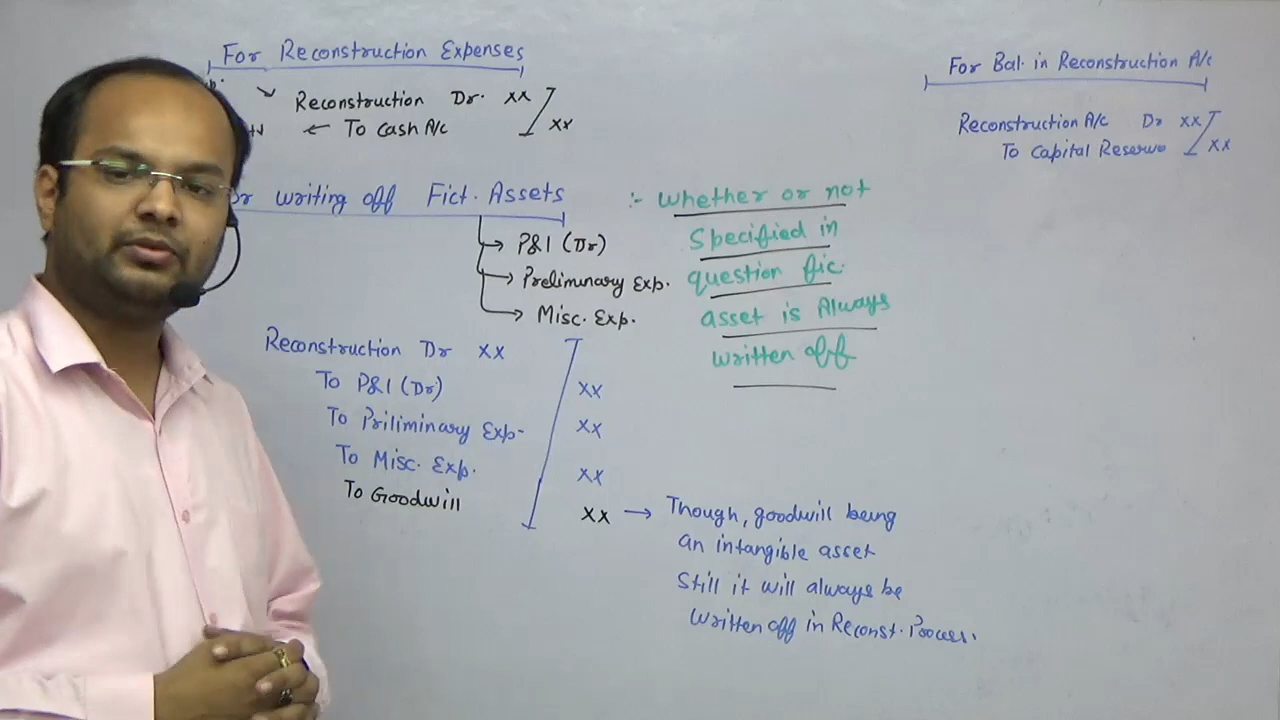 For Reconstruction Expenses
Reconstruction Dr. xx
← To Cash A/c xx
writing off Fict. Assets
→ P&l (Dr)
→ Preliminary Exp.
→ Misc. Exp.
:- Whether or not
Specified in
question fic.
asset is Always
written off
Reconstruction Dr xx
To P&l (Dr) xx
To Priliminary Exp- xx
To Misc. Exp. xx
To Goodwill xx → Though, goodwill being
an intangible asset
Still it will always be
written off in Reconst. Process.
For Bal. in Reconstruction A/c
Reconstruction A/c Dr xx
To Capital Reserve xx